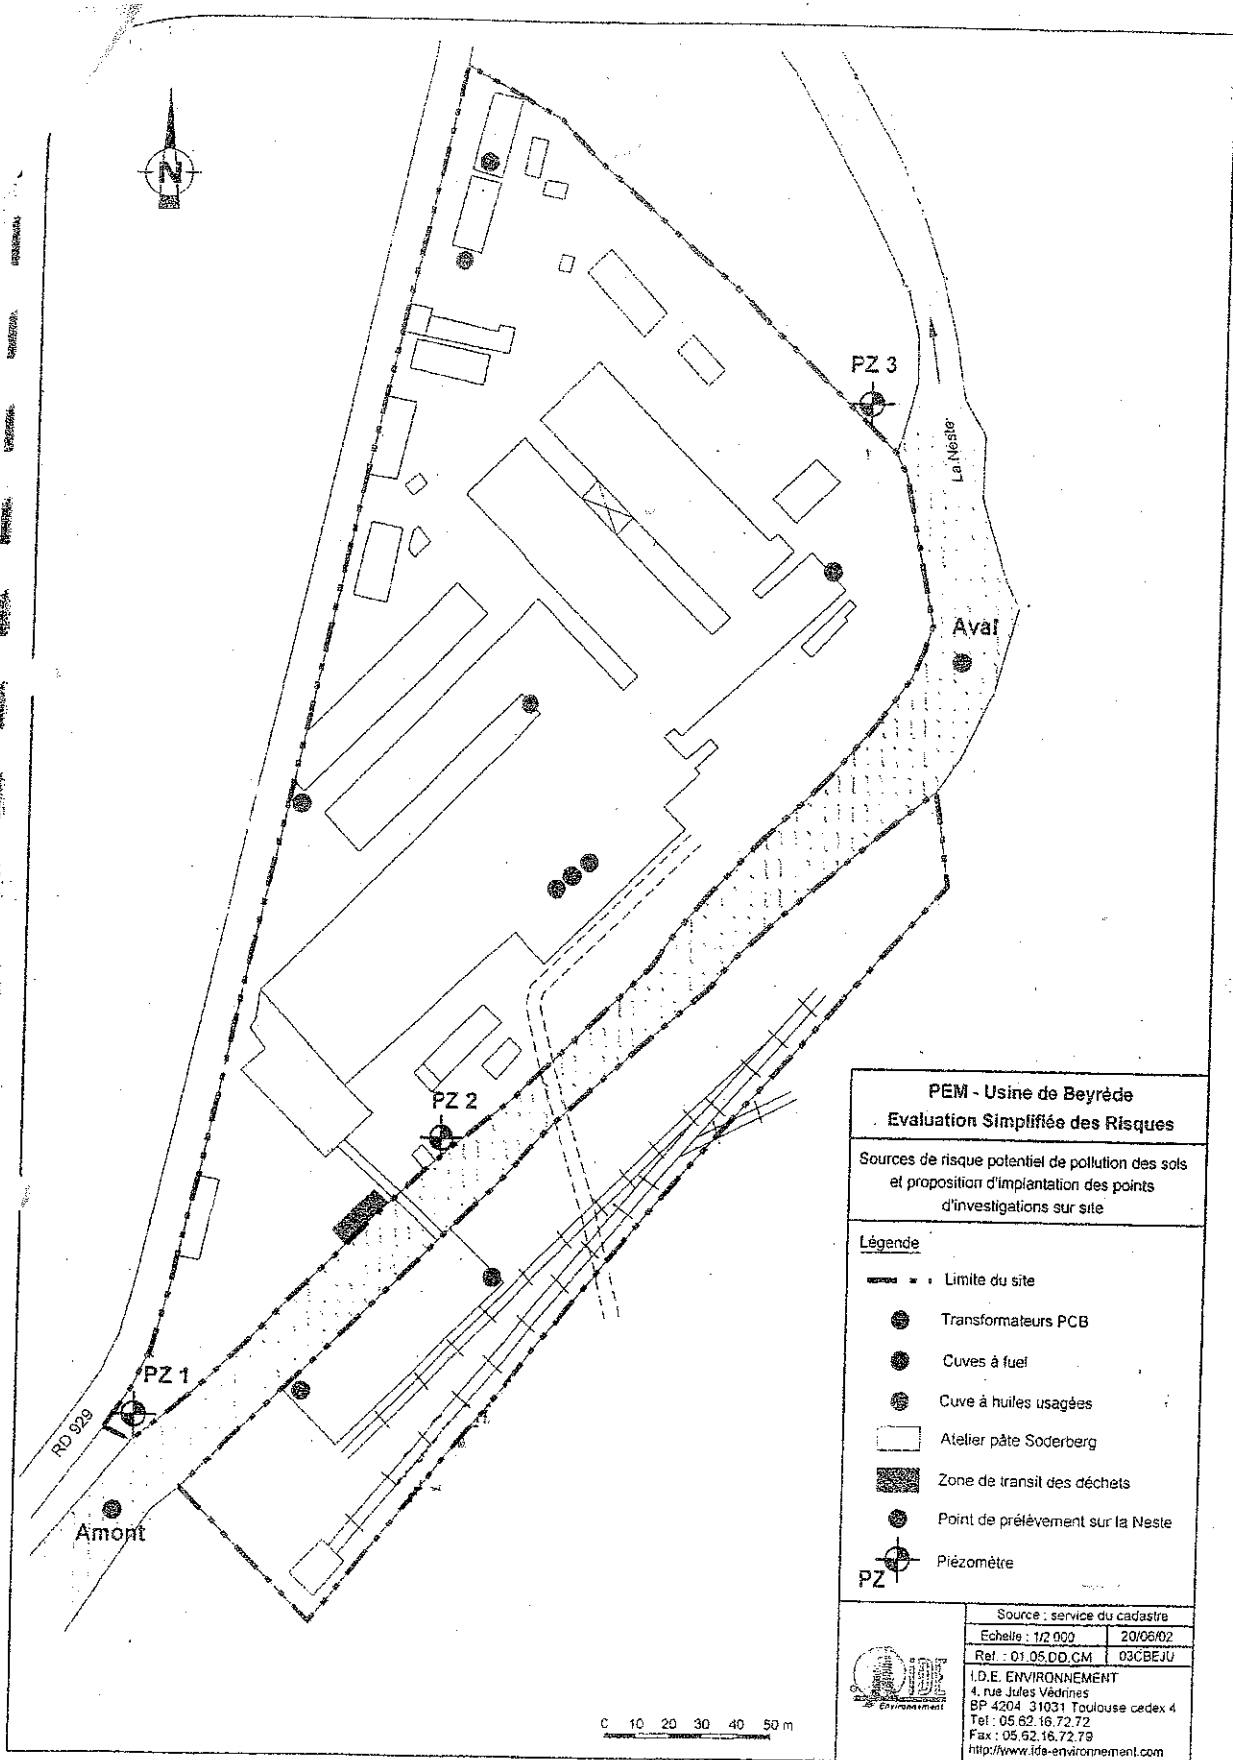 N
PZ 3
La Neste
Aval
PZ 2
PZ 1
RD 929
Amont
PEM - Usine de Beyrède
Evaluation Simplifiée des Risques
Sources de risque potentiel de pollution des sols
et proposition d'implantation des points
d'investigations sur site
Légende
Limite du site
Transformateurs PCB
Cuves à fuel
Cuve à huiles usagées
Atelier pâte Soderberg
Zone de transit des déchets
Point de prélèvement sur la Neste
PZ
Piézomètre
Source : service du cadastre
Echelle : 1/2 000
20/06/02
Ref. : 01.05.DD.CM
03CBEJU
IDE
Environnement
I.D.E. ENVIRONNEMENT
4, rue Jules Védrines
BP 4204 31031 Toulouse cedex 4
Tel : 05.62.16.72.72
Fax : 05.62.16.72.79
http://www.ide-environnement.com
0 10 20 30 40 50 m